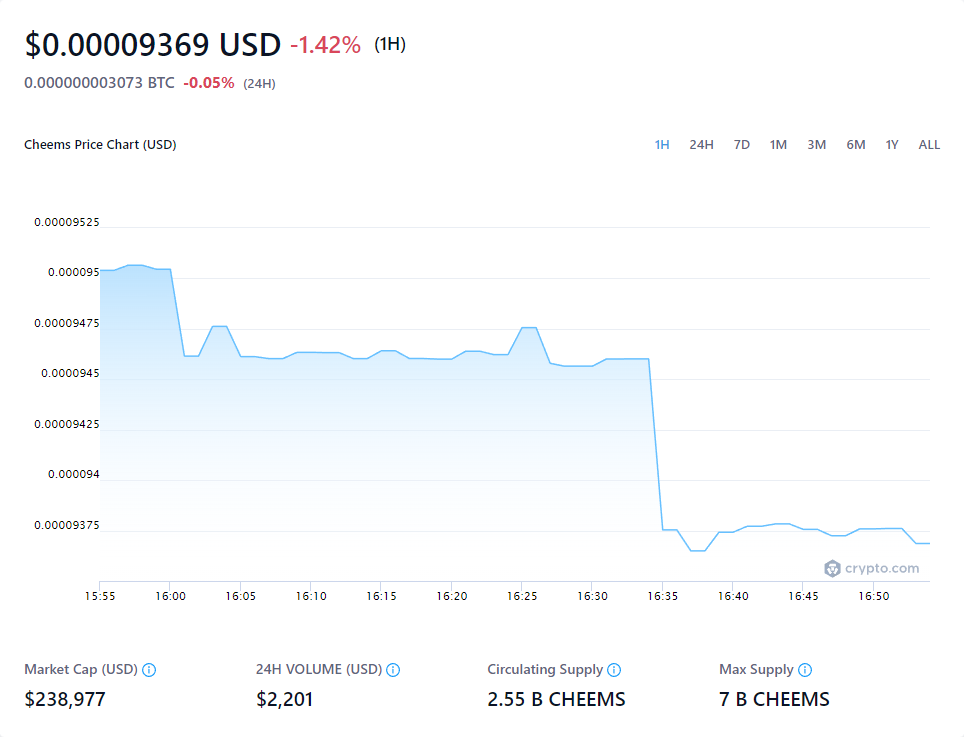 $0.00009369 USD -1.42% (1H)
0.000000003073 BTC -0.05% (24H)
Cheems Price Chart (USD)
1H 24H 7D 1M 3M 6M 1Y ALL
0.00009525
0.000095
0.00009475
0.0000945
0.00009425
0.000094
0.00009375
crypto.com
15:55 16:00 16:05 16:10 16:15 16:20 16:25 16:30 16:35 16:40 16:45 16:50
Market Cap (USD) 24H VOLUME (USD) Circulating Supply Max Supply
$238,977 $2,201 2.55 B CHEEMS 7 B CHEEMS